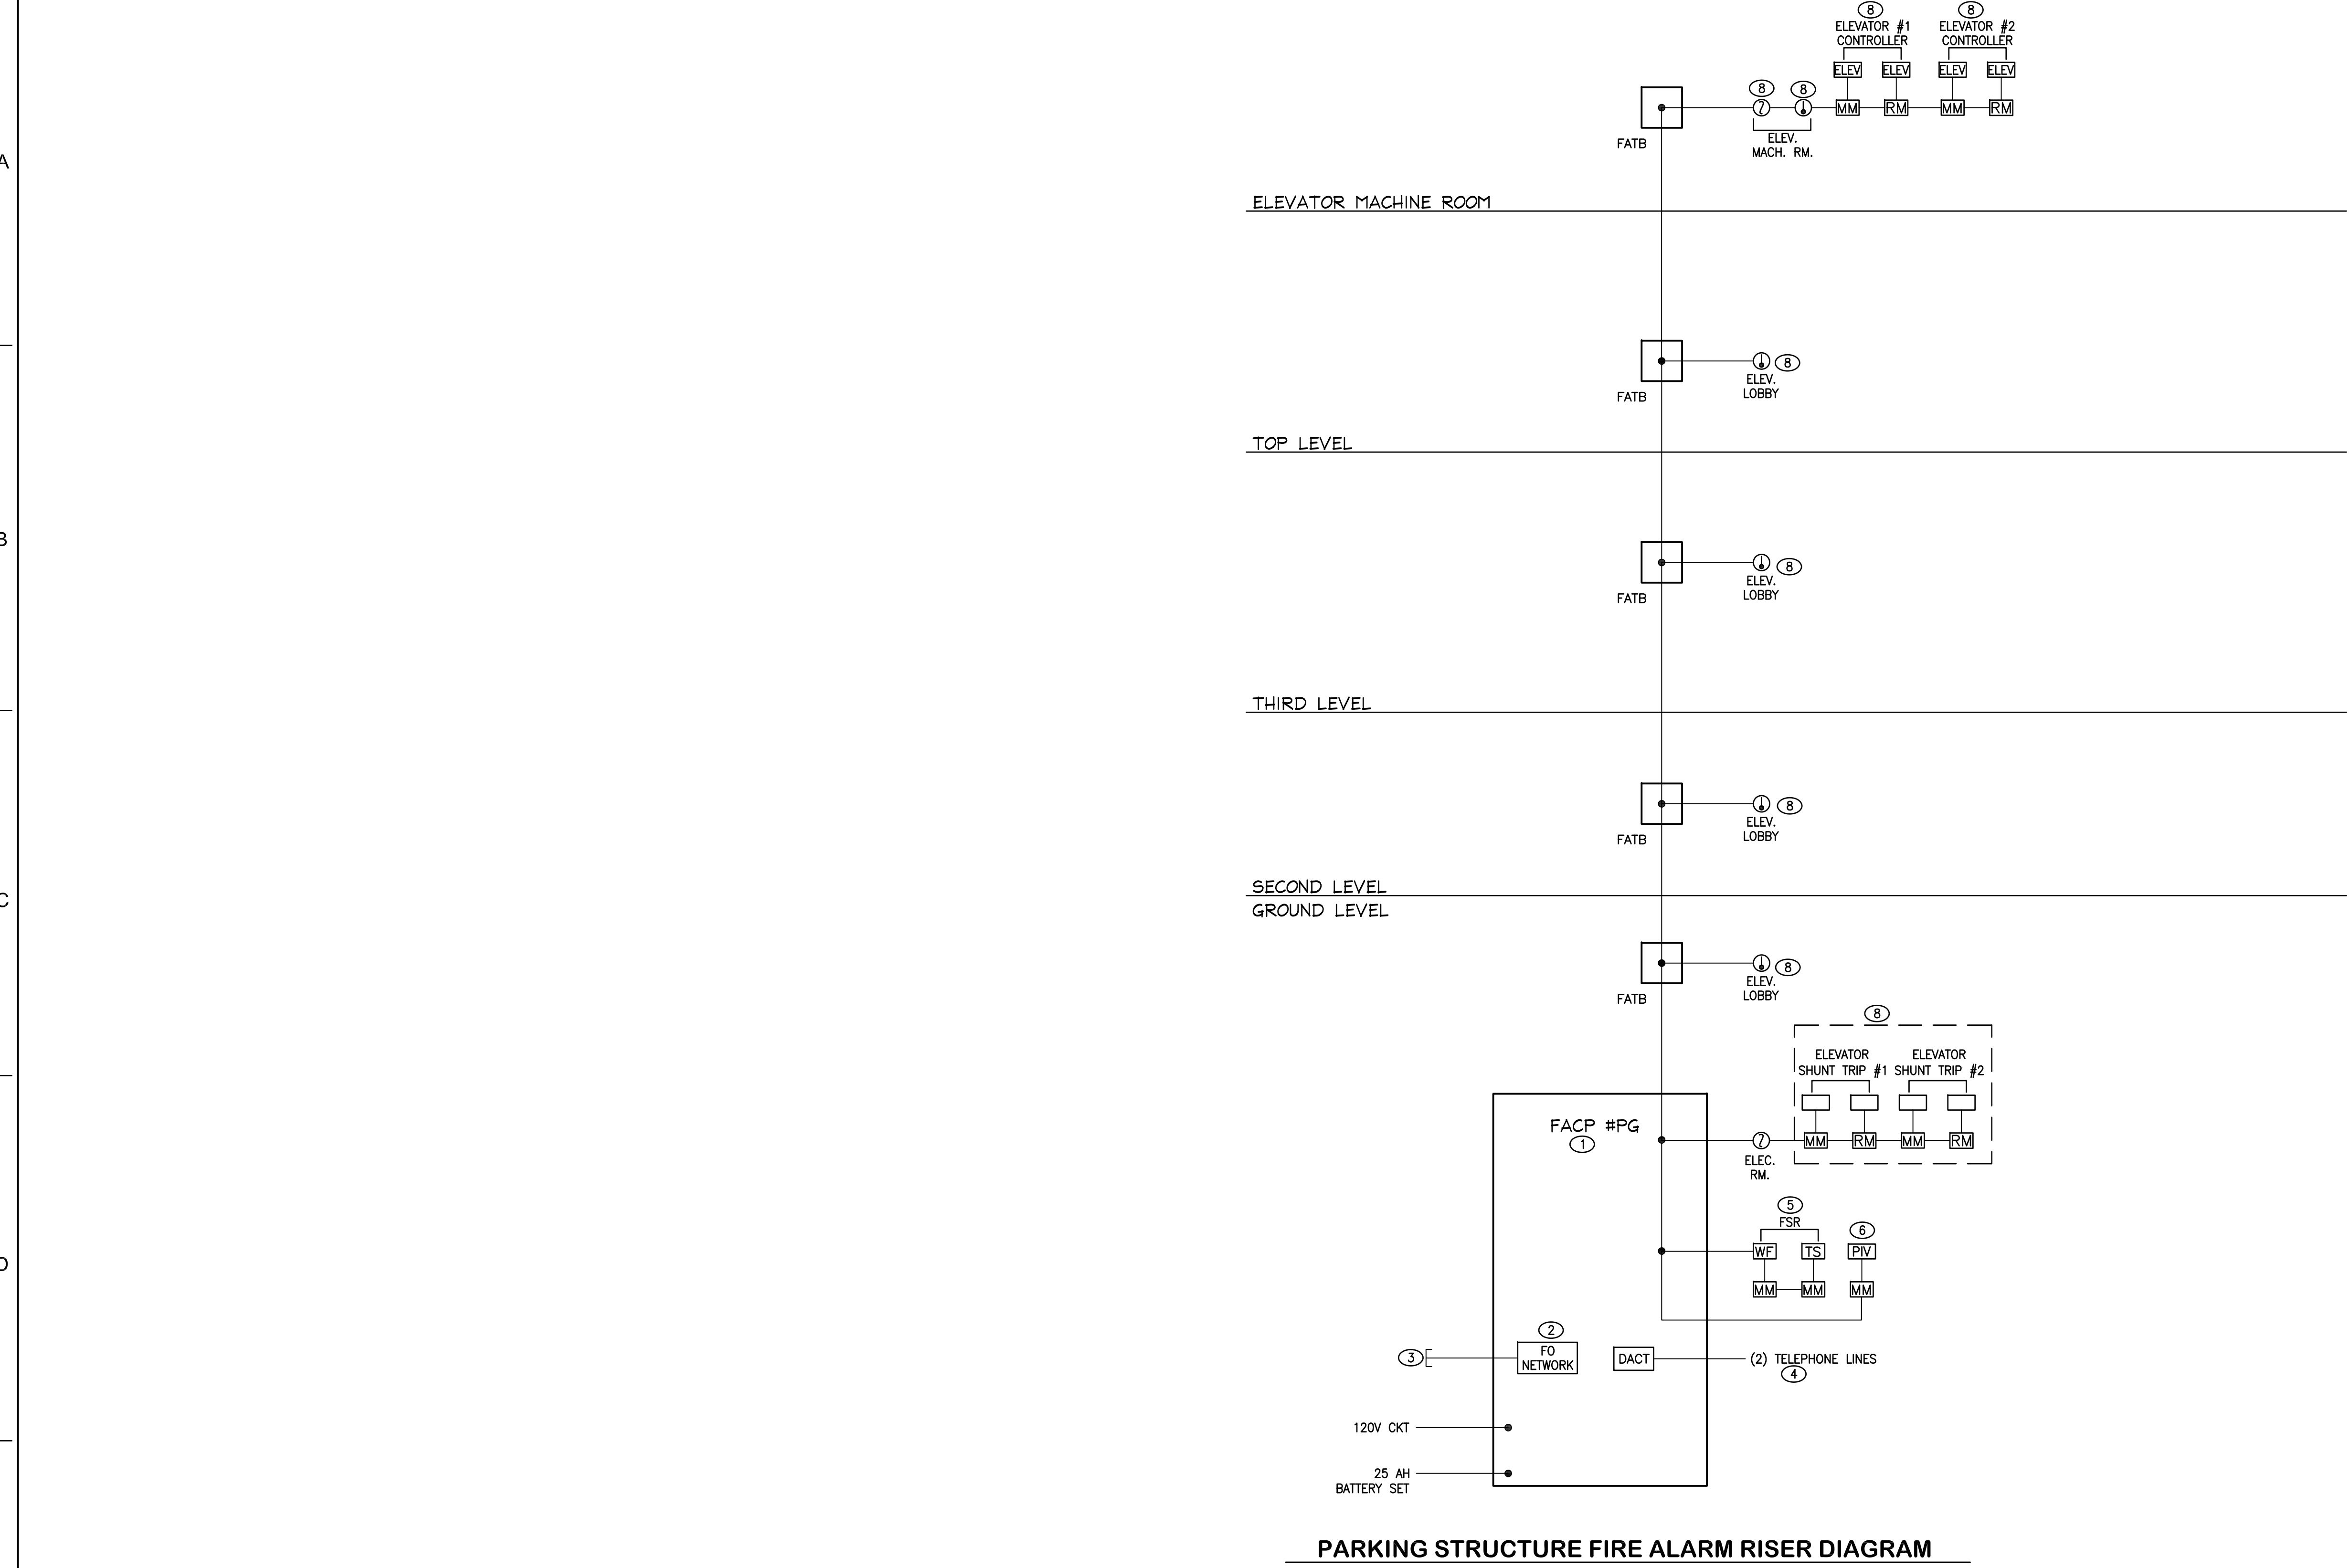 8
8
ELEVATOR #1
CONTROLLER
ELEVATOR #2
CONTROLLER
ELEV
ELEV
ELEV
ELEV
8
8
MM
RM
MM
RM
FATB
ELEV.
MACH. RM.
A
ELEVATOR MACHINE ROOM
8
ELEV.
LOBBY
FATB
TOP LEVEL
B
8
ELEV.
LOBBY
FATB
THIRD LEVEL
8
ELEV.
LOBBY
FATB
SECOND LEVEL
C
GROUND LEVEL
8
ELEV.
LOBBY
FATB
8
ELEVATOR
SHUNT TRIP #1
ELEVATOR
SHUNT TRIP #2
FACP #PG
1
MM
RM
MM
RM
ELEC.
RM.
5
FSR
6
WF
TS
PIV
D
MM
MM
MM
2
FO
NETWORK
3
DACT
(2) TELEPHONE LINES
4
120V CKT
25 AH
BATTERY SET
PARKING STRUCTURE FIRE ALARM RISER DIAGRAM